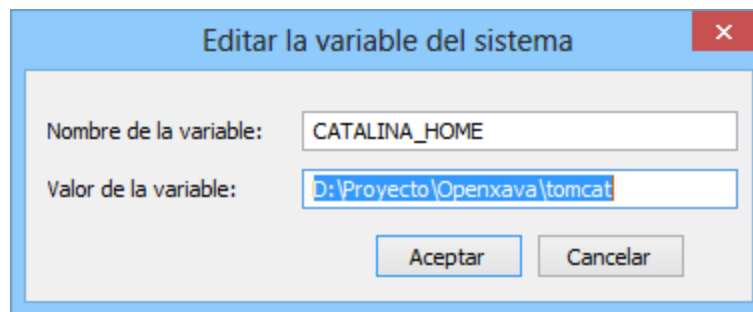 Editar la variable del sistema
Nombre de la variable: CATALINA_HOME
Valor de la variable: D:\Proyecto\Openxava\tomcat
Aceptar Cancelar